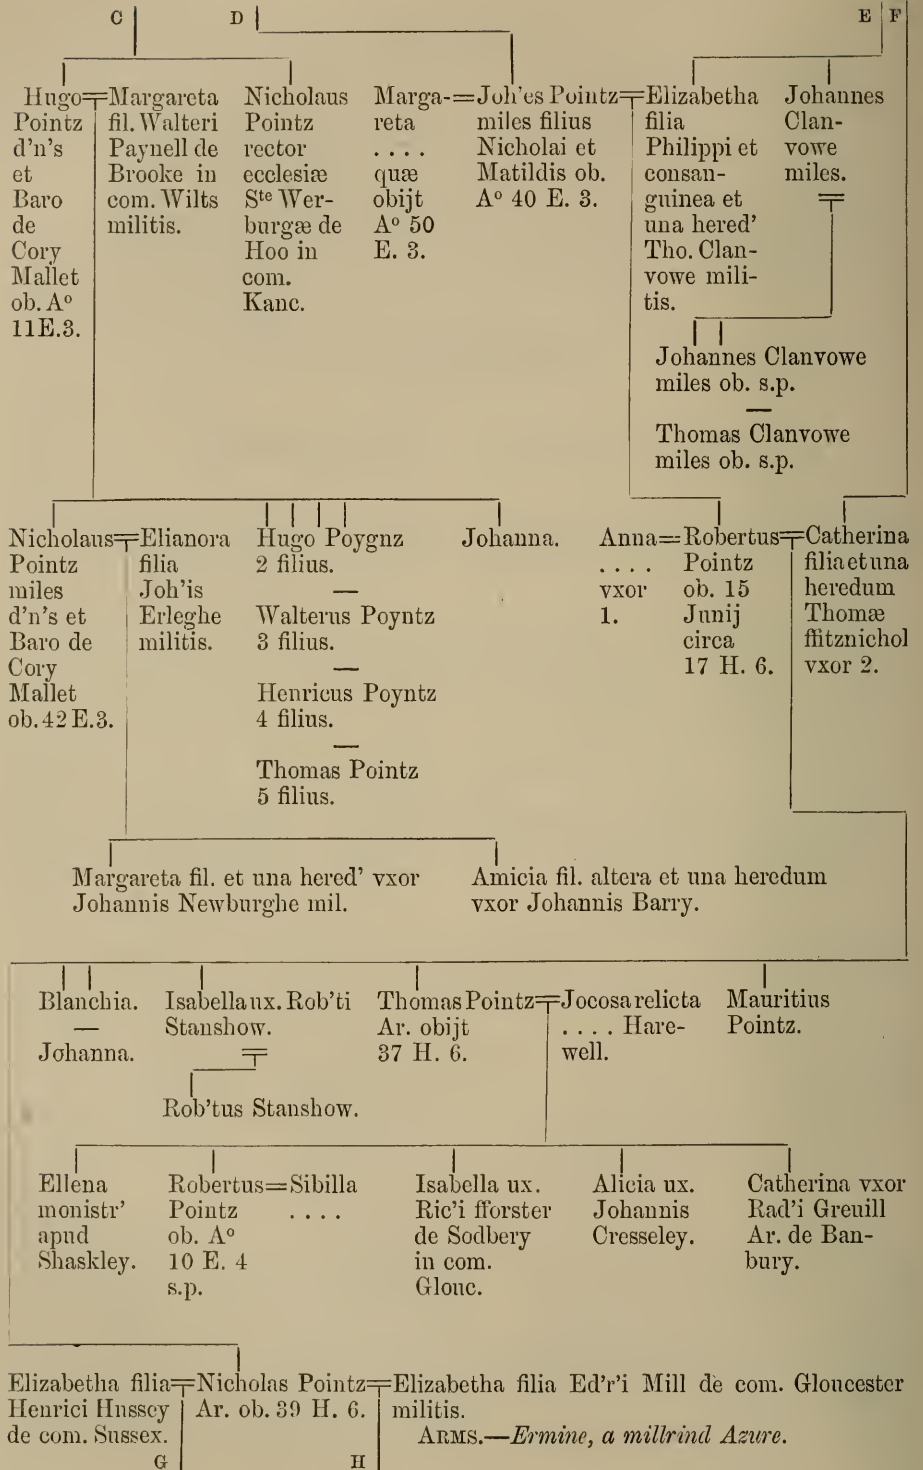 C D E F
Hugo Pointz d'n's et Baro de Cory Mallet ob. Aº 11 E. 3.
Margareta fil. Walteri Paynell de Brooke in com. Wilts militis.
Nicholaus Pointz rector ecclesiæ Ste Werburgæ de Hoo in com. Kanc.
Margareta .... quæ obijt Aº 50 E. 3.
Joh'es Pointz miles filius Nicholai et Matildis ob. Aº 40 E. 3.
Elizabetha filia Philippi et consanguinea et una hered' Tho. Clanvowe militis.
Johannes Clanvowe miles.
Johannes Clanvowe
miles ob. s.p.
—
Thomas Clanvowe
miles ob. s.p.
Nicholaus Pointz miles d'n's et Baro de Cory Mallet ob. 42 E.3.
Elianora filia Joh'is Erleghe militis.
Hugo Poygnz
2 filius.
—
Walterus Poyntz
3 filius.
—
Henricus Poyntz
4 filius.
—
Thomas Pointz
5 filius.
Johanna.
Anna .... vxor 1.
Robertus Pointz ob. 15 Junij circa 17 H. 6.
Catherina filia et una heredum Thomæ ffitznichol vxor 2.
Margareta fil. et una hered' vxor
Johannis Newburghe mil.
Amicia fil. altera et una heredum
vxor Johannis Barry.
Blanchia.
—
Johanna.
Isabella ux. Rob'ti
Stanshow.
Rob'tus Stanshow.
Thomas Pointz
Ar. obijt
37 H. 6.
Jocosa relicta
.... Harewell.
Mauritius
Pointz.
Ellena
monistr'
apud
Shaskley.
Robertus
Pointz
ob. Aº
10 E. 4
s.p.
Sibilla
....
Isabella ux.
Ric'i fforster
de Sodbery
in com.
Glouc.
Alicia ux.
Johannis
Cresseley.
Catherina vxor
Rad'i Greuill
Ar. de Banbury.
Elizabetha filia
Henrici Hussey
de com. Sussex.
G
Nicholas Pointz
Ar. ob. 39 H. 6.
H
Elizabetha filia Ed'r'i Mill de com. Gloucester
militis.
ARMS.—Ermine, a millrind Azure.